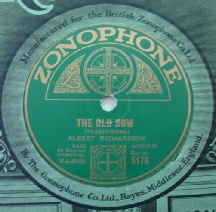 Manufactured for the British Zonophone Co. Ltd.
ZONOPHONE
THE OLD SOW
(TRADITIONAL)
ALBERT RICHARDSON
5178
By The Gramophone Co. Ltd., Hayes, Middlesex, England.